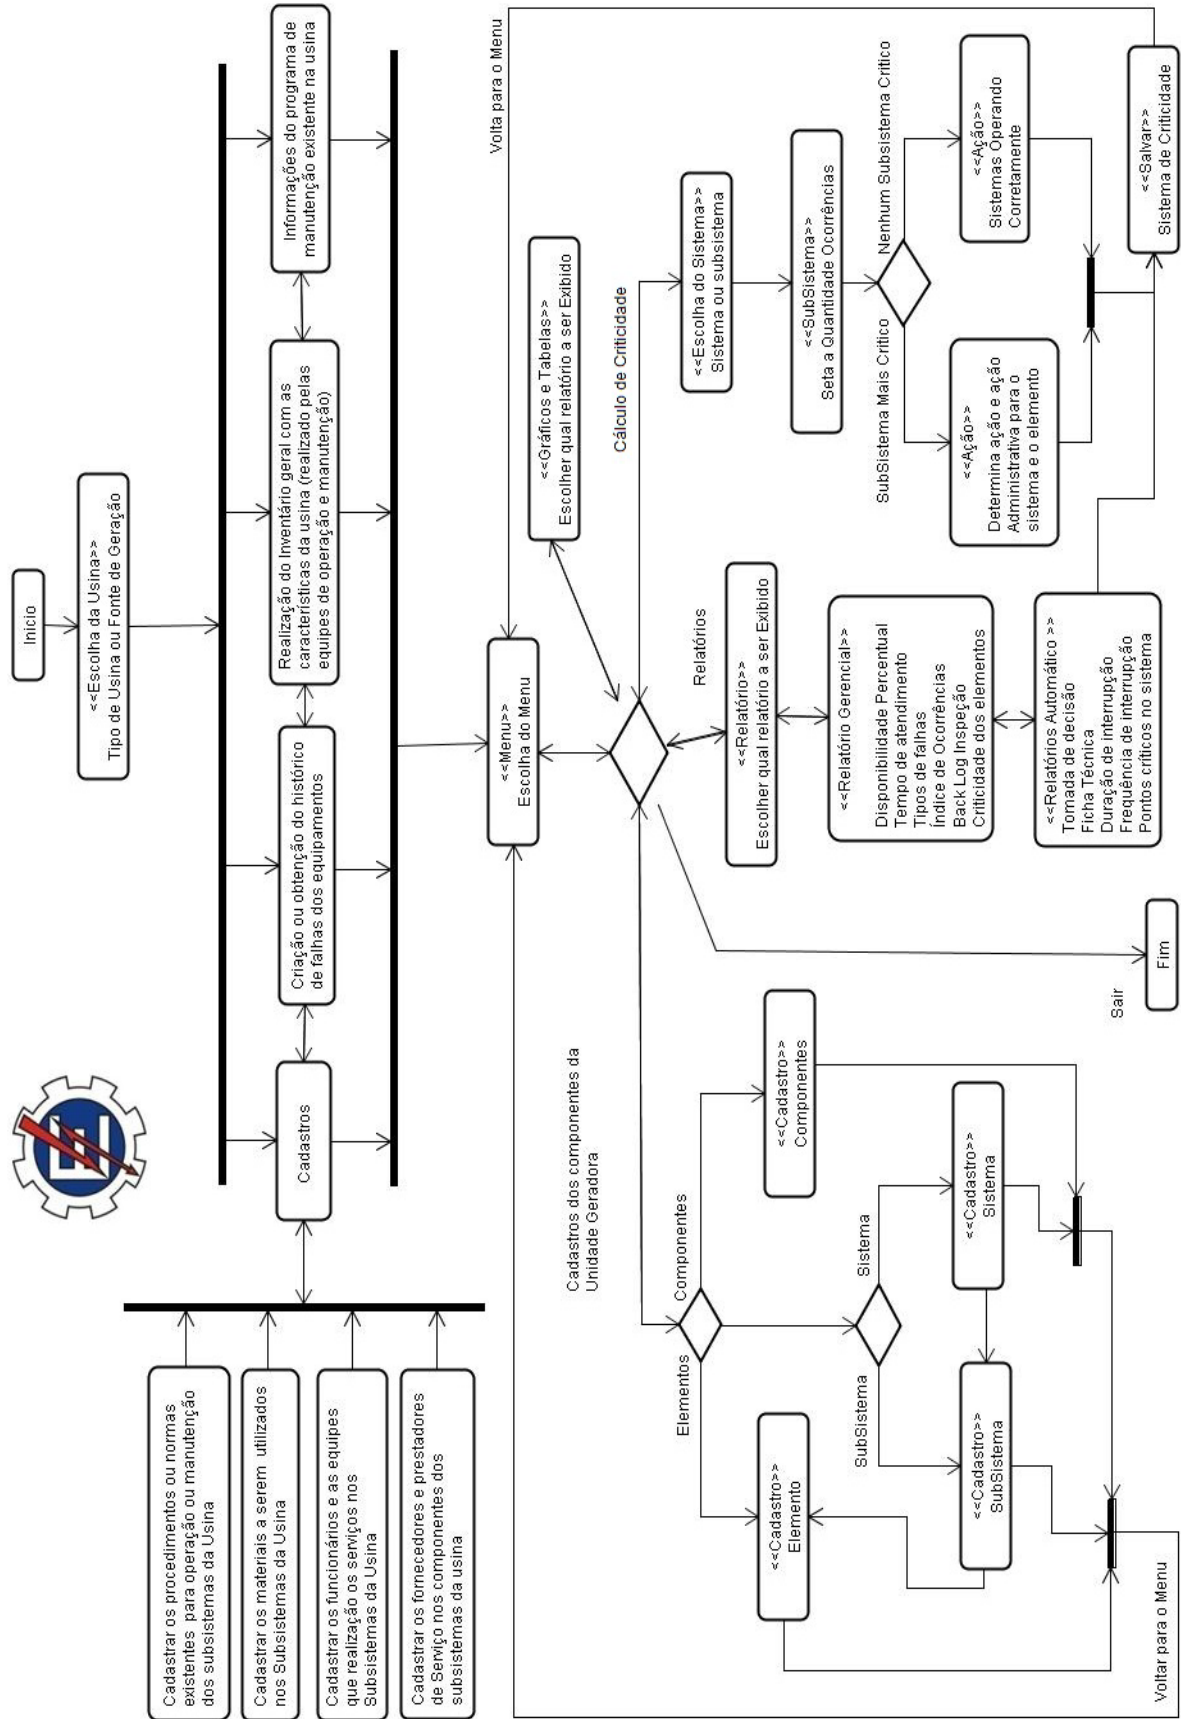 Inicio
<<Escolha da Usina>>
Tipo de Usina ou Fonte de Geração
Cadastrar os procedimentos ou normas
existentes para operação ou manutenção
dos subsistemas da Usina
Cadastrar os materiais a serem utilizados
nos Subsistemas da Usina
Cadastrar os funcionários e as equipes
que realização os serviços nos
Subsistemas da Usina
Cadastrar os fornecedores e prestadores
de Serviço nos componentes dos
subsistemas da usina
Cadastros
Criação ou obtenção do histórico
de falhas dos equipamentos
Realização do Inventário geral com as
características da usina (realizado pelas
equipes de operação e manutenção)
Informações do programa de
manutenção existente na usina
Volta para o Menu
<<Menu>>
Escolha do Menu
<<Gráficos e Tabelas>>
Escolher qual relatório a ser Exibido
Cadastros dos componentes da
Unidade Geradora
Cálculo de Criticidade
Relatórios
Elementos
Componentes
<<Cadastro>>
Elemento
<<Cadastro>>
Componentes
SubSistema
Sistema
<<Cadastro>>
SubSistema
<<Cadastro>>
Sistema
Voltar para o Menu
Sair
Fim
<<Relatório>>
Escolher qual relatório a ser Exibido
<<Relatório Gerencial>>
Disponibilidade Percentual
Tempo de atendimento
Tipos de falhas
Índice de Ocorrências
Back Log Inspeção
Criticidade dos elementos
<<Relatórios Automático >>
Tomada de decisão
Ficha Técnica
Duração de interrupção
Frequência de interrupção
Pontos críticos no sistema
<<Escolha do Sistema>>
Sistema ou subsistema
<<SubSistema>>
Seta a Quantidade Ocorrências
SubSistema Mais Critico
Nenhum Subsistema Critico
<<Ação>>
Determina ação e ação
Administrativa para o
sistema e o elemento
<<Ação>>
Sistemas Operando
Corretamente
<<Salvar>>
Sistema de Criticidade